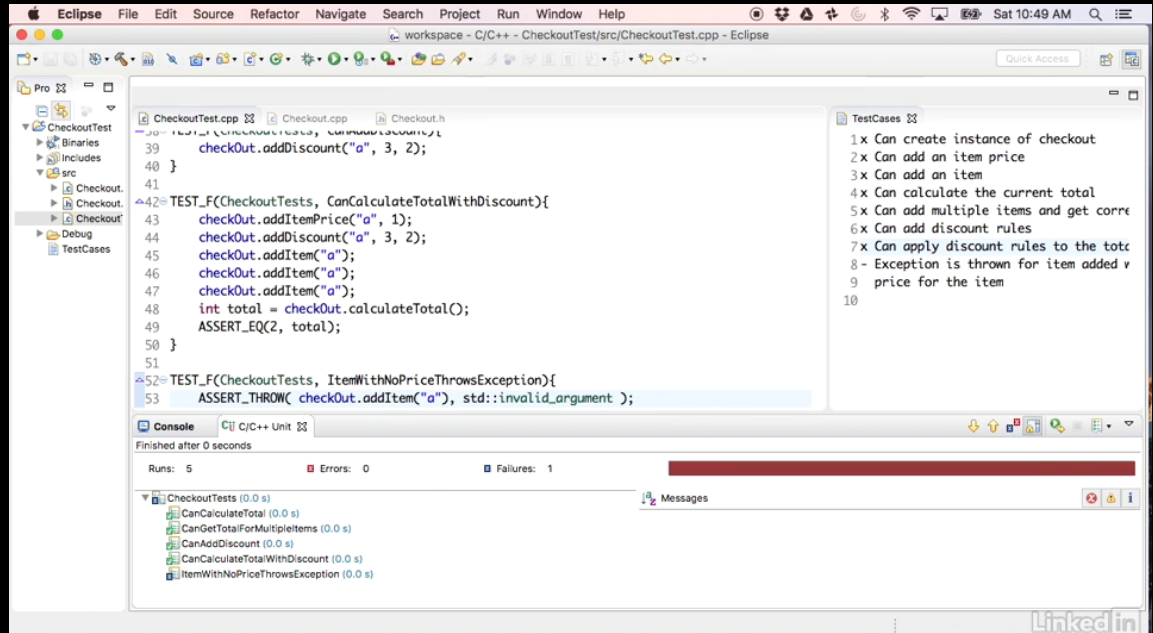 Eclipse File Edit Source Refactor Navigate Search Project Run Window Help Sat 10:49 AM
workspace - C/C++ - CheckoutTest/src/CheckoutTest.cpp - Eclipse
Quick Access
Pro
CheckoutTest
Binaries
Includes
src
Checkout.
Checkout.
Checkout
Debug
TestCases
CheckoutTest.cpp Checkout.cpp Checkout.h
38 TEST_F(CheckoutTests, CanAddDiscount){
39 checkOut.addDiscount("a", 3, 2);
40 }
41
42 TEST_F(CheckoutTests, CanCalculateTotalWithDiscount){
43 checkOut.addItemPrice("a", 1);
44 checkOut.addDiscount("a", 3, 2);
45 checkOut.addItem("a");
46 checkOut.addItem("a");
47 checkOut.addItem("a");
48 int total = checkOut.calculateTotal();
49 ASSERT_EQ(2, total);
50 }
51
52 TEST_F(CheckoutTests, ItemWithNoPriceThrowsException){
53 ASSERT_THROW( checkOut.addItem("a"), std::invalid_argument );
TestCases
1 x Can create instance of checkout
2 x Can add an item price
3 x Can add an item
4 x Can calculate the current total
5 x Can add multiple items and get corre
6 x Can add discount rules
7 x Can apply discount rules to the
8 - Exception is thrown for item added
9 price for the item
10
Console C/C++ Unit
Finished after 0 seconds
Runs: 5 Errors: 0 Failures: 1
CheckoutTests (0.0 s)
CanCalculateTotal (0.0 s)
CanGetTotalForMultipleItems (0.0 s)
CanAddDiscount (0.0 s)
CanCalculateTotalWithDiscount (0.0 s)
ItemWithNoPriceThrowsException (0.0 s)
Messages
Linked in